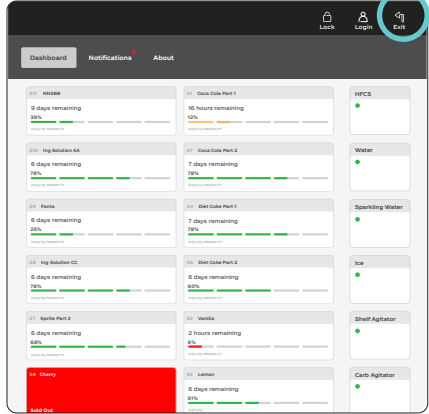 Lock Login Exit
Dashboard Notifications About
NNSBB
9 days remaining
39%
A1 Coca Cola Part 1
16 hours remaining
12%
HFCS
Ing Solution AA
6 days remaining
78%
A7 Coca Cola Part 2
7 days remaining
78%
Water
Fanta
6 days remaining
26%
Diet Coke Part 1
7 days remaining
78%
Sparkling Water
Ing Solution CC
6 days remaining
78%
Diet Coke Part 2
6 days remaining
60%
Ice
Sprite Part 2
6 days remaining
68%
Vanilla
2 hours remaining
6%
Shelf Agitator
Cherry
Sold Out
Lemon
6 days remaining
51%
Carb Agitator